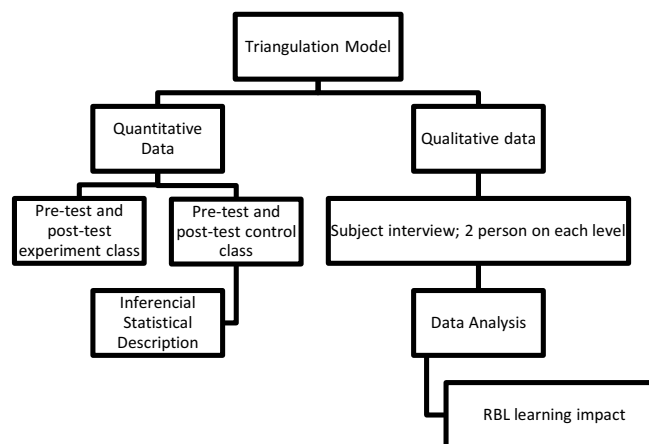 Triangulation Model
Quantitative
Data
Qualitative data
Pre-test and
post-test
experiment class
Pre-test and
post-test control
class
Subject interview; 2 person on each level
Inferencial
Statistical
Description
Data Analysis
RBL learning impact